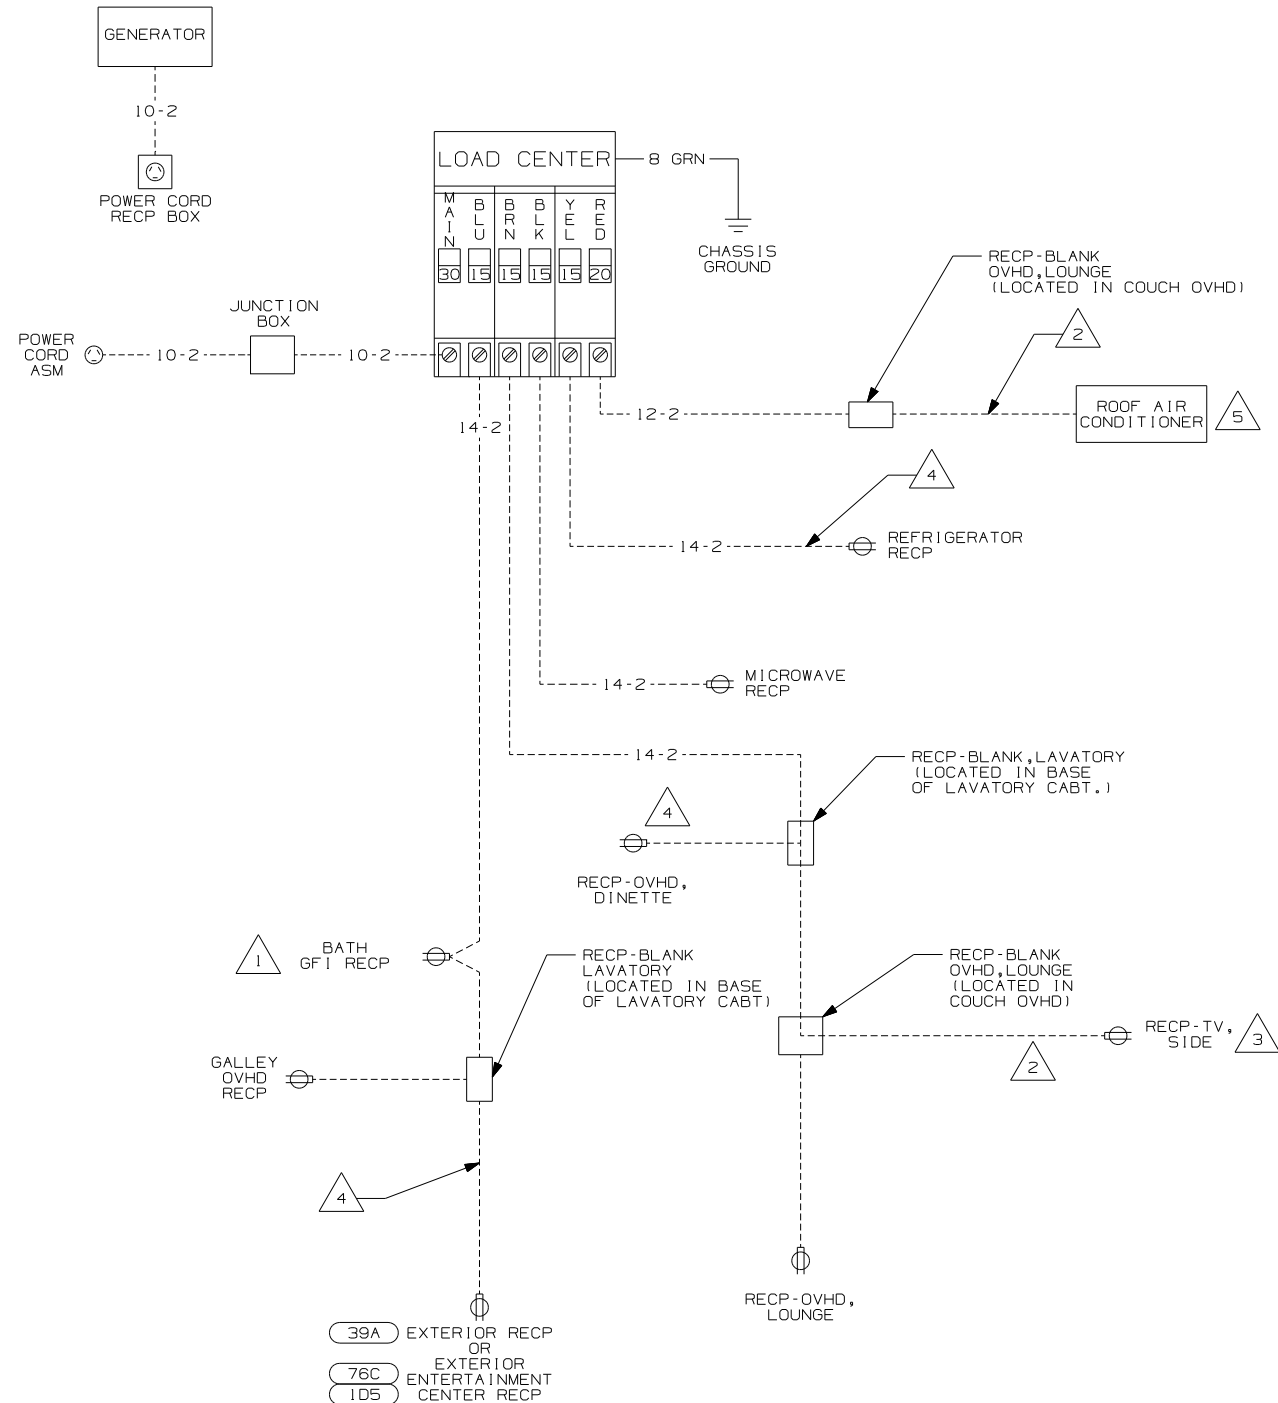 GENERATOR
10-2
POWER CORD
RECP BOX
LOAD CENTER
8 GRN
CHASSIS
GROUND
MAIN
BLU
BRN
BLK
YEL
RED
30
15
15
15
15
20
JUNCTION
BOX
POWER
CORD
ASM
10-2
10-2
RECP-BLANK
OVHD,LOUNGE
(LOCATED IN COUCH OVHD)
2
12-2
ROOF AIR
CONDITIONER
5
14-2
4
14-2
REFRIGERATOR
RECP
14-2
MICROWAVE
RECP
14-2
RECP-BLANK,LAVATORY
(LOCATED IN BASE
OF LAVATORY CABT.)
4
RECP-OVHD,
DINETTE
1
BATH
GFI RECP
RECP-BLANK
LAVATORY
(LOCATED IN BASE
OF LAVATORY CABT)
RECP-BLANK
OVHD,LOUNGE
(LOCATED IN
COUCH OVHD)
RECP-TV,
SIDE
3
2
GALLEY
OVHD
RECP
4
RECP-OVHD,
LOUNGE
39A EXTERIOR RECP
OR
EXTERIOR
76C ENTERTAINMENT
1D5 CENTER RECP